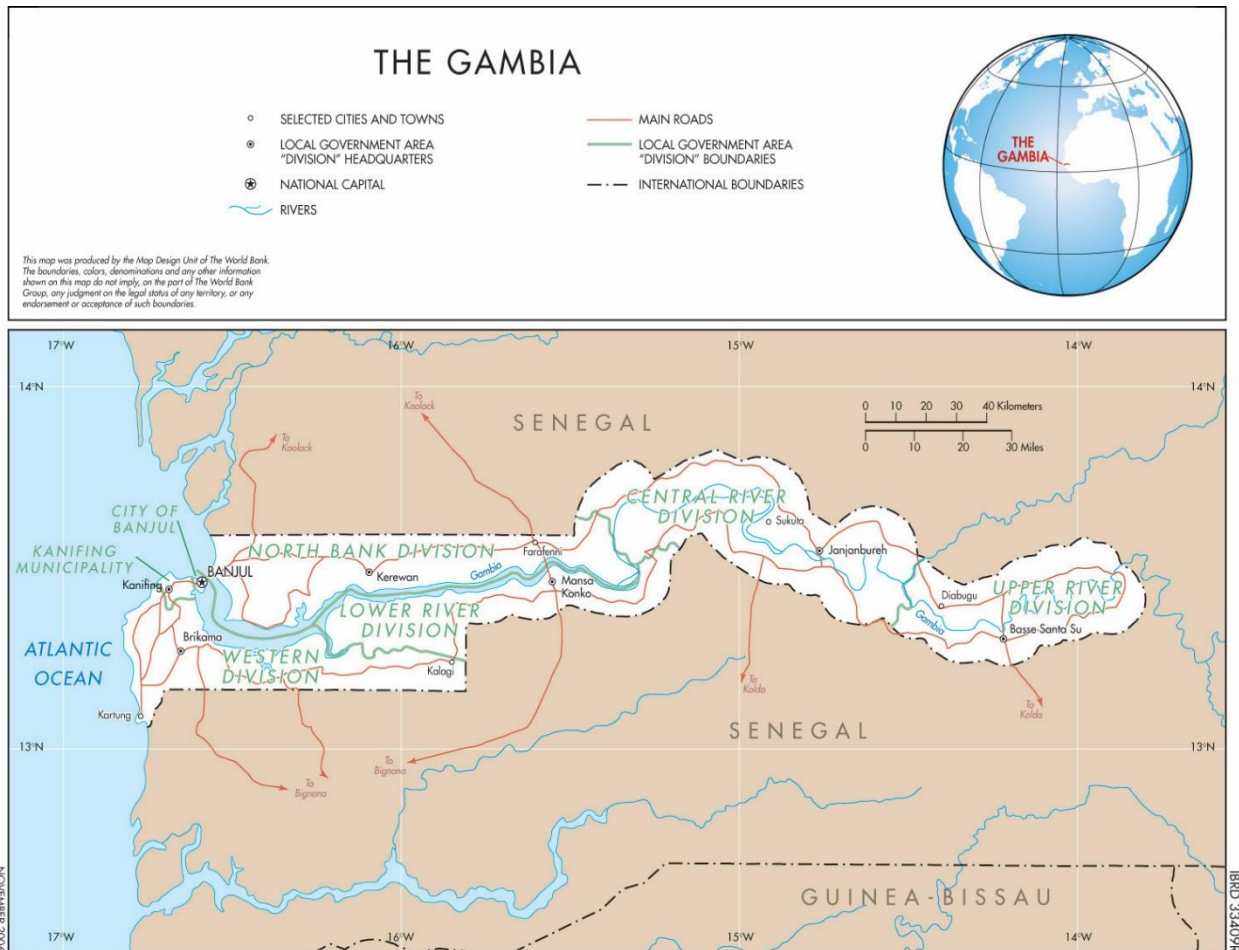 THE GAMBIA
SELECTED CITIES AND TOWNS
LOCAL GOVERNMENT AREA
"DIVISION" HEADQUARTERS
NATIONAL CAPITAL
RIVERS
MAIN ROADS
LOCAL GOVERNMENT AREA
"DIVISION" BOUNDARIES
INTERNATIONAL BOUNDARIES
THE
GAMBIA
This map was produced by the Map Design Unit of The World Bank.
The boundaries, colors, denominations and any other information
shown on this map do not imply, on the part of The World Bank
Group, any judgment on the legal status of any territory, or any
endorsement or acceptance of such boundaries.
17°W
16°W
15°W
14°W
14°N
14°N
To
Kaolack
To
Kaolack
SENEGAL
0 10 20 30 40 Kilometers
0 10 20 30 Miles
CITY OF
BANJUL
KANIFING
MUNICIPALITY
Kanifing
BANJUL
NORTH BANK DIVISION
Kerewan
Farafenni
Gambia
Mansa
Konko
CENTRAL RIVER
DIVISION
Sukuta
Janjanbureh
LOWER RIVER
DIVISION
Diabugu
UPPER RIVER
DIVISION
Gambia
Basse-Santa Su
Brikama
WESTERN
DIVISION
Kalagi
ATLANTIC
OCEAN
Kartung
To
Kolda
To
Kolda
SENEGAL
13°N
13°N
To
Bignona
To
Bignona
GUINEA-BISSAU
17°W
16°W
15°W
14°W